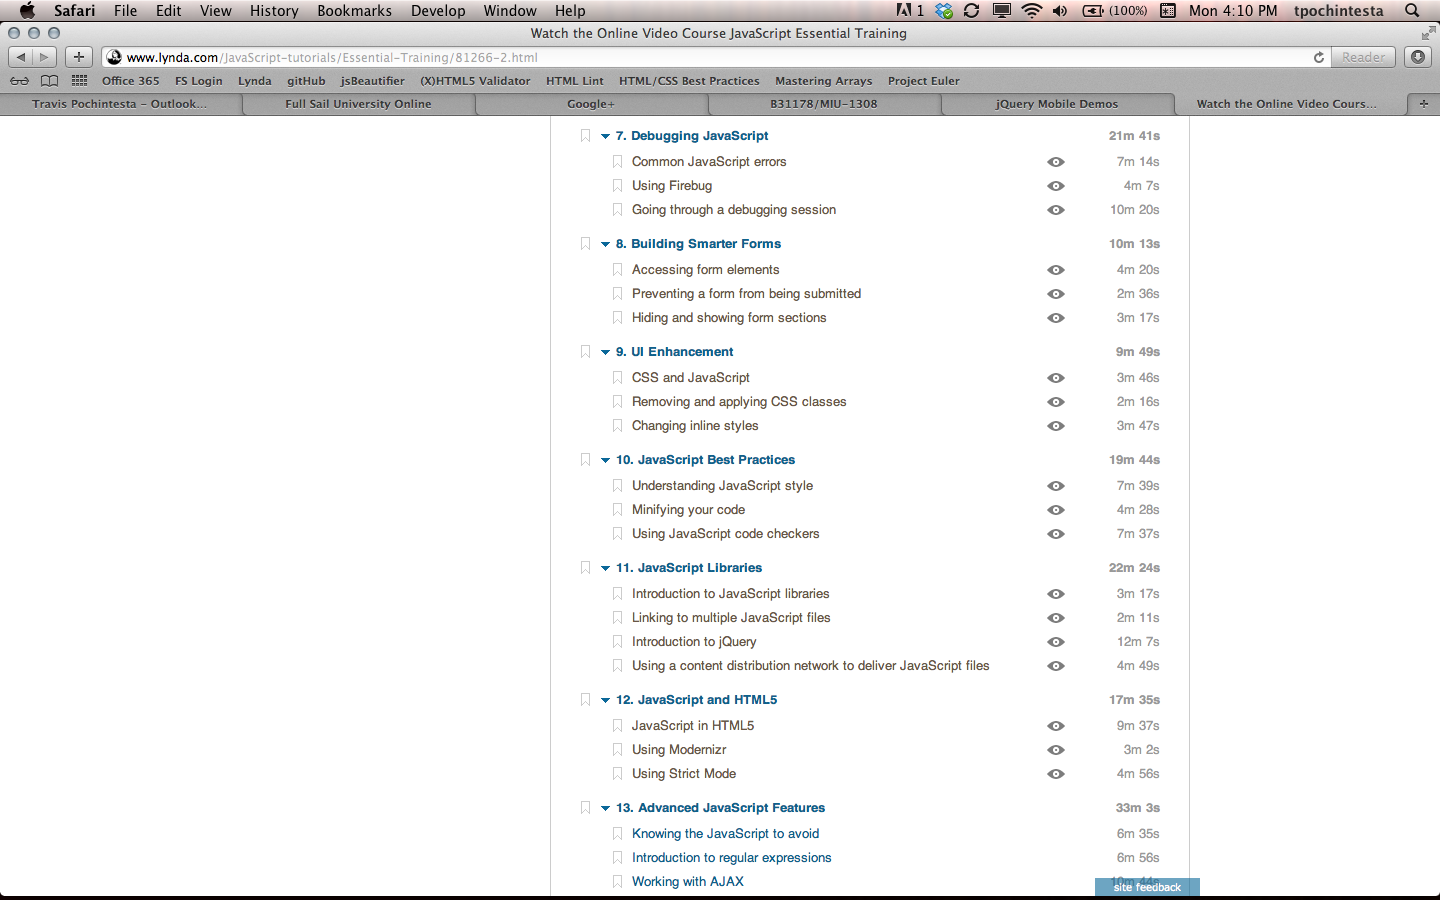 Safari File Edit View History Bookmarks Develop Window Help 1 (100%) Mon 4:10 PM tpochintesta
Watch the Online Video Course JavaScript Essential Training
www.lynda.com/JavaScript-tutorials/Essential-Training/81266-2.html Reader
Office 365 FS Login Lynda gitHub jsBeautifier (X)HTML5 Validator HTML Lint HTML/CSS Best Practices Mastering Arrays Project Euler
Travis Pochintesta – Outlook... Full Sail University Online Google+ B31178/MIU-1308 jQuery Mobile Demos Watch the Online Video Cours...
7. Debugging JavaScript 21m 41s
Common JavaScript errors 7m 14s
Using Firebug 4m 7s
Going through a debugging session 10m 20s
8. Building Smarter Forms 10m 13s
Accessing form elements 4m 20s
Preventing a form from being submitted 2m 36s
Hiding and showing form sections 3m 17s
9. UI Enhancement 9m 49s
CSS and JavaScript 3m 46s
Removing and applying CSS classes 2m 16s
Changing inline styles 3m 47s
10. JavaScript Best Practices 19m 44s
Understanding JavaScript style 7m 39s
Minifying your code 4m 28s
Using JavaScript code checkers 7m 37s
11. JavaScript Libraries 22m 24s
Introduction to JavaScript libraries 3m 17s
Linking to multiple JavaScript files 2m 11s
Introduction to jQuery 12m 7s
Using a content distribution network to deliver JavaScript files 4m 49s
12. JavaScript and HTML5 17m 35s
JavaScript in HTML5 9m 37s
Using Modernizr 3m 2s
Using Strict Mode 4m 56s
13. Advanced JavaScript Features 33m 3s
Knowing the JavaScript to avoid 6m 35s
Introduction to regular expressions 6m 56s
Working with AJAX
site feedback